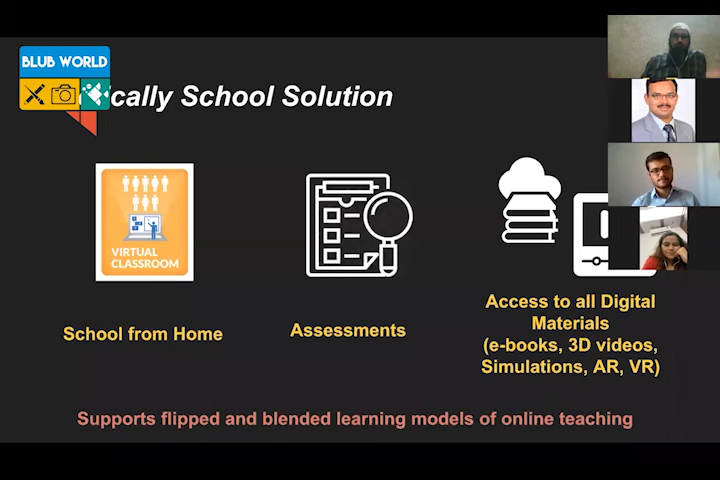 BLUB WORLD
School Solution
VIRTUAL
CLASSROOM
School from Home
Assessments
Access to all Digital
Materials
(e-books, 3D videos,
Simulations, AR, VR)
Supports flipped and blended learning models of online teaching